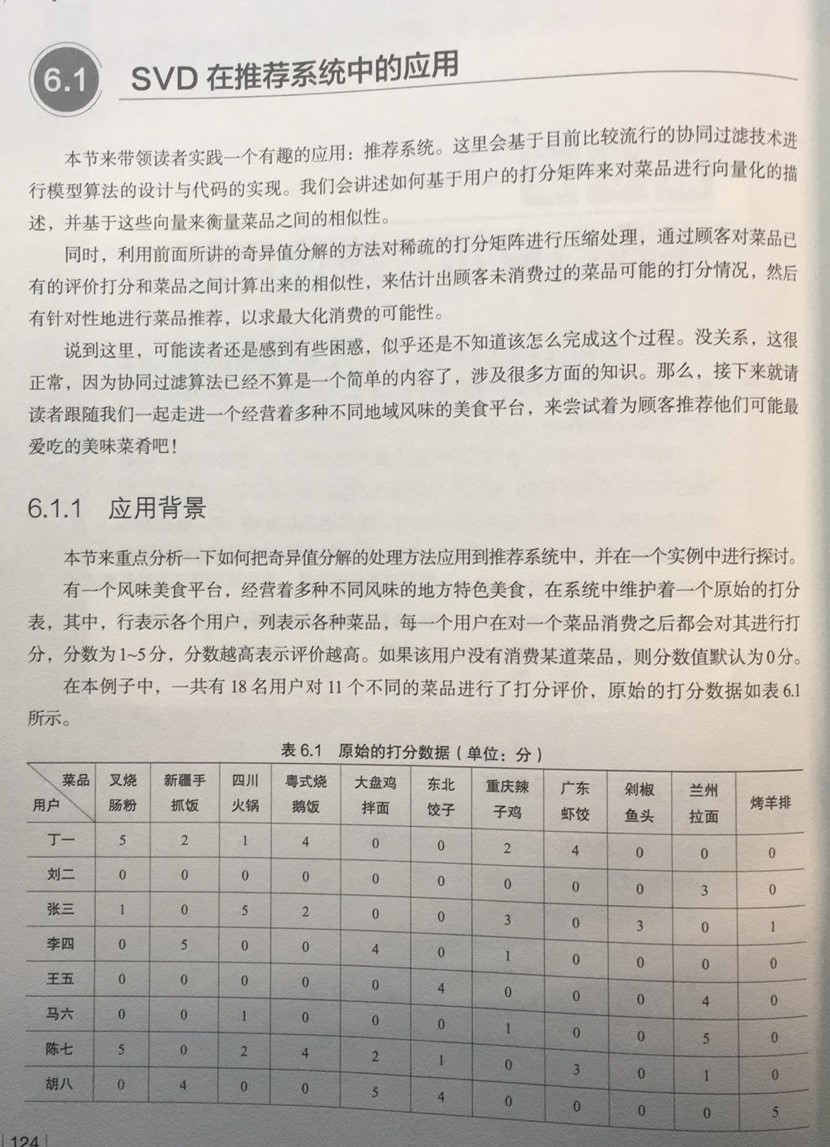 6.1 SVD 在推荐系统中的应用
本节来带领读者实践一个有趣的应用：推荐系统。这里会基于目前比较流行的协同过滤技术进
行模型算法的设计与代码的实现。我们会讲述如何基于用户的打分矩阵来对菜品进行向量化的描
述，并基于这些向量来衡量菜品之间的相似性。
同时，利用前面所讲的奇异值分解的方法对稀疏的打分矩阵进行压缩处理，通过顾客对菜品已
有的评价打分和菜品之间计算出来的相似性，来估计出顾客未消费过的菜品可能的打分情况，然后
有针对性地进行菜品推荐，以求最大化消费的可能性。
说到这里，可能读者还是感到有些困惑，似乎还是不知道该怎么完成这个过程。没关系，这很
正常，因为协同过滤算法已经不算是一个简单的内容了，涉及很多方面的知识。那么，接下来就请
读者跟随我们一起走进一个经营着多种不同地域风味的美食平台，来尝试着为顾客推荐他们可能最
爱吃的美味菜肴吧！
6.1.1 应用背景
本节来重点分析一下如何把奇异值分解的处理方法应用到推荐系统中，并在一个实例中进行探讨。
有一个风味美食平台，经营着多种不同风味的地方特色美食，在系统中维护着一个原始的打分
表，其中，行表示各个用户，列表示各种菜品，每一个用户在对一个菜品消费之后都会对其进行打
分，分数为1~5分，分数越高表示评价越高。如果该用户没有消费某道菜品，则分数值默认为0分。
在本例子中，一共有18名用户对11个不同的菜品进行了打分评价，原始的打分数据如表6.1
所示。
表6.1 原始的打分数据（单位：分）
菜品 叉烧 新疆手 四川 粤式烧 大盘鸡 东北 重庆辣 广东 剁椒 兰州 烤羊排
用户 肠粉 抓饭 火锅 鹅饭 拌面 饺子 子鸡 虾饺 鱼头 拉面
丁一 5 2 1 4 0 0 2 4 0 0 0
刘二 0 0 0 0 0 0 0 0 0 3 0
张三 1 0 5 2 0 0 3 0 3 0 1
李四 0 5 0 0 4 0 1 0 0 0 0
王五 0 0 0 0 0 4 0 0 0 4 0
马六 0 0 1 0 0 0 1 0 0 5 0
陈七 5 0 2 4 2 1 0 3 0 1 0
胡八 0 4 0 0 5 4 0 0 0 0 5
124